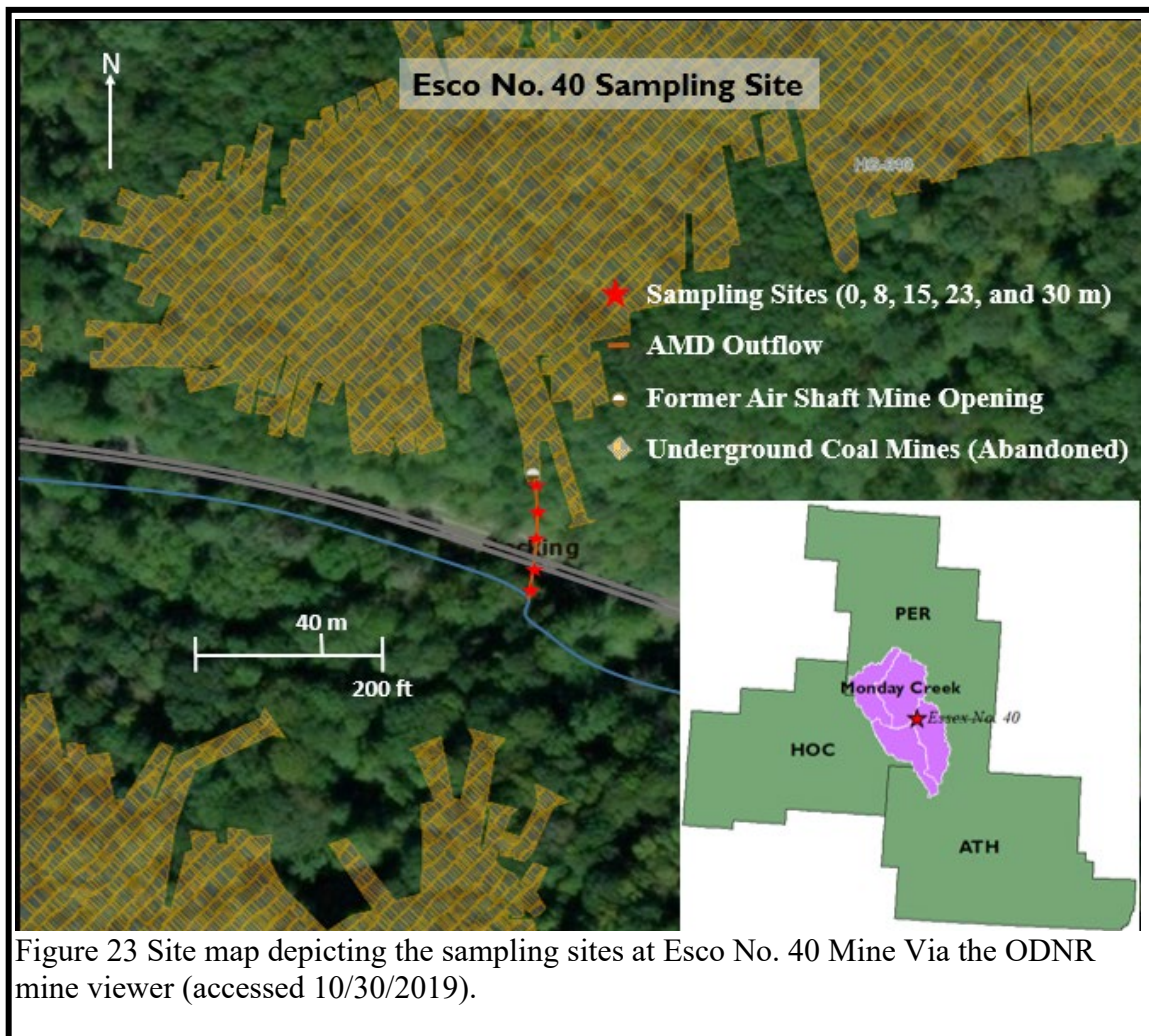 N
Esco No. 40 Sampling Site
Sampling Sites (0, 8, 15, 23, and 30 m)
AMD Outflow
Former Air Shaft Mine Opening
Underground Coal Mines (Abandoned)
40 m
200 ft
PER
Monday Creek
Essex No. 40
HOC
ATH
Figure 23 Site map depicting the sampling sites at Esco No. 40 Mine Via the ODNR
mine viewer (accessed 10/30/2019).